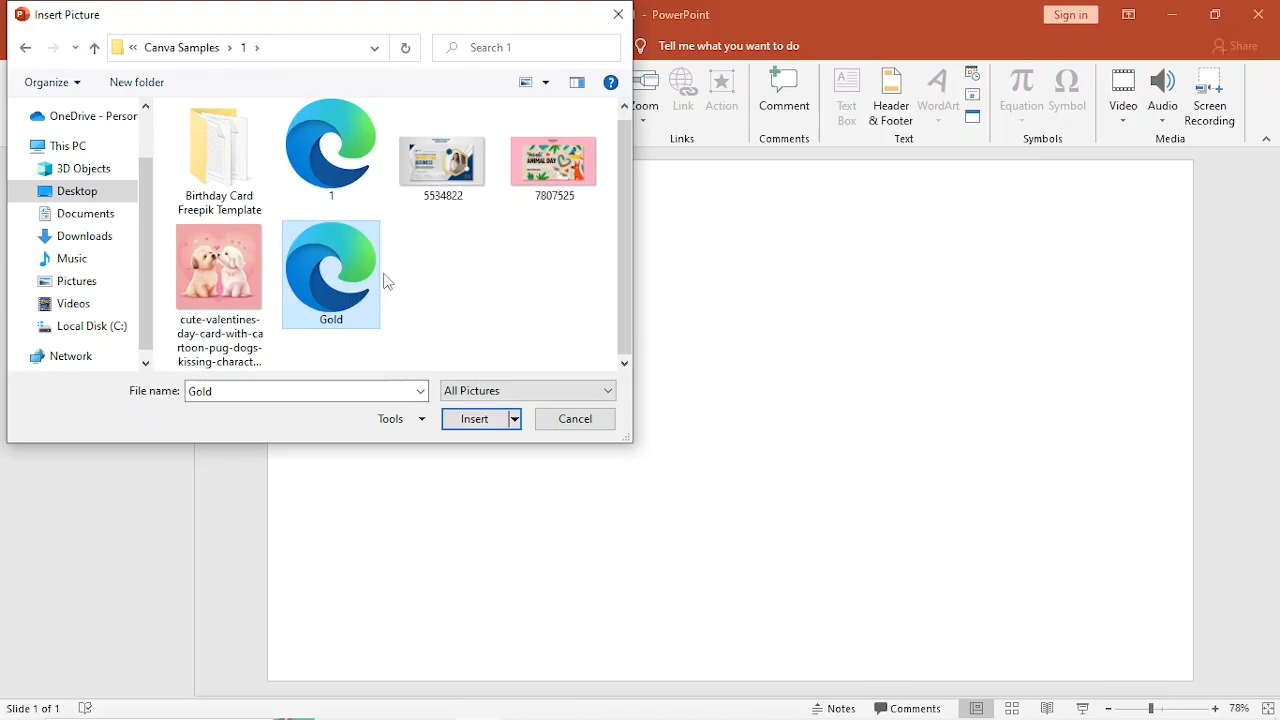 Insert Picture
l - PowerPoint
Sign in
Canva Samples
1
Search 1
Tell me what you want to do
Share
Organize
New folder
Zoom
Link
Action
Comment
Text
Box
Header
& Footer
WordArt
Equation
Symbol
Video
Audio
Screen
Recording
Links
Comments
Text
Symbols
Media
OneDrive - Person
This PC
3D Objects
Desktop
Documents
Downloads
Music
Pictures
Videos
Local Disk (C:)
Network
Birthday Card
Freepik Template
1
5534822
ANIMAL DAY
7807525
cute-valentines-
day-card-with-ca
rtoon-pug-dogs-
kissing-charact...
Gold
File name:
Gold
All Pictures
Tools
Insert
Cancel
Slide 1 of 1
Notes
Comments
78%